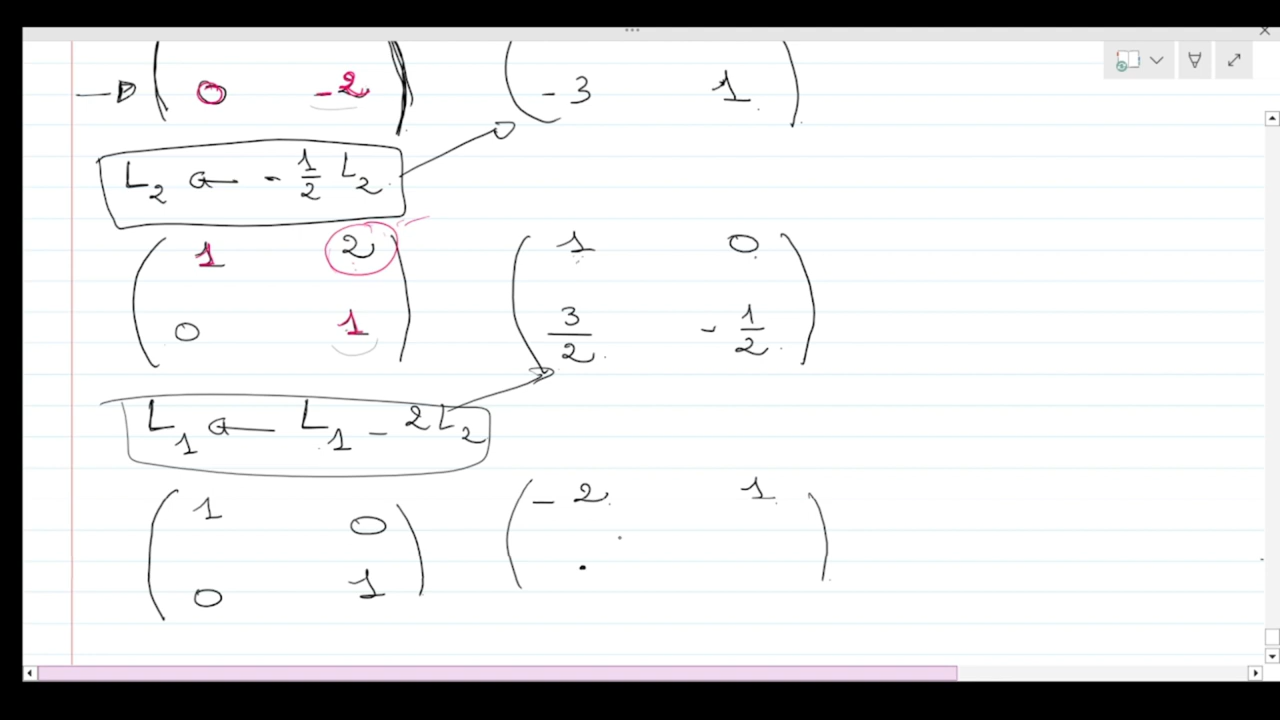 → ( 0 -2 ) ( -3 1 )
L₂ ← - 1/2 L₂
( 1 2 ) ( 1 0 )
( 0 1 ) ( 3/2 - 1/2 )
L₁ ← L₁ - 2L₂
( 1 0 ) ( -2 1 )
( 0 1 )